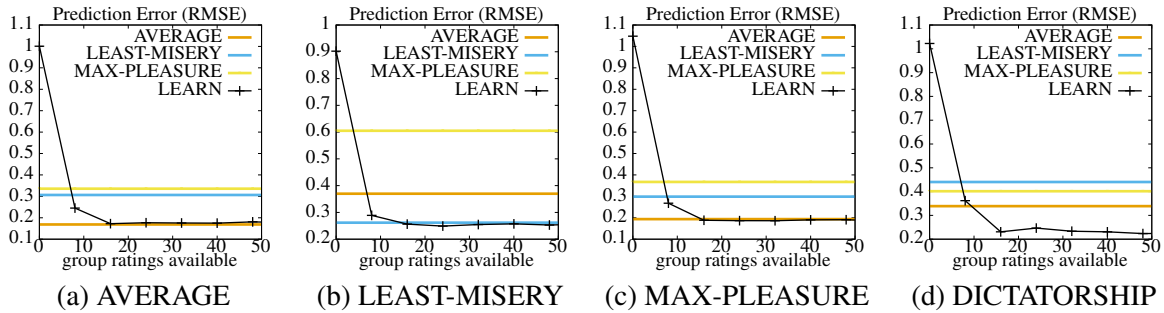 Prediction Error (RMSE)
1.1
1
0.9
0.8
0.7
0.6
0.5
0.4
0.3
0.2
0.1
0 10 20 30 40 50
AVERAGE
LEAST-MISERY
MAX-PLEASURE
LEARN
group ratings available
(a) AVERAGE
Prediction Error (RMSE)
1
0.9
0.8
0.7
0.6
0.5
0.4
0.3
0.2
0 10 20 30 40 50
AVERAGE
LEAST-MISERY
MAX-PLEASURE
LEARN
group ratings available
(b) LEAST-MISERY
Prediction Error (RMSE)
1.1
1
0.9
0.8
0.7
0.6
0.5
0.4
0.3
0.2
0.1
0 10 20 30 40 50
AVERAGE
LEAST-MISERY
MAX-PLEASURE
LEARN
group ratings available
(c) MAX-PLEASURE
Prediction Error (RMSE)
1.1
1
0.9
0.8
0.7
0.6
0.5
0.4
0.3
0.2
0 10 20 30 40 50
AVERAGE
LEAST-MISERY
MAX-PLEASURE
LEARN
group ratings available
(d) DICTATORSHIP